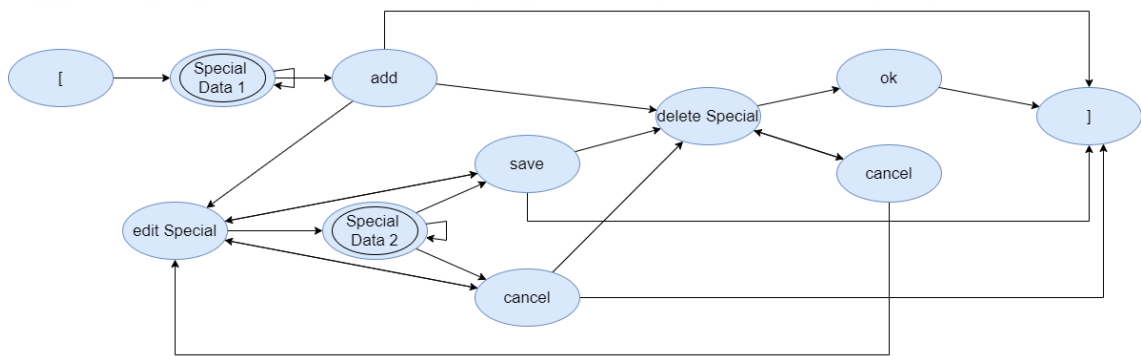 [
Special
Data 1
add
ok
delete Special
]
save
cancel
edit Special
Special
Data 2
cancel